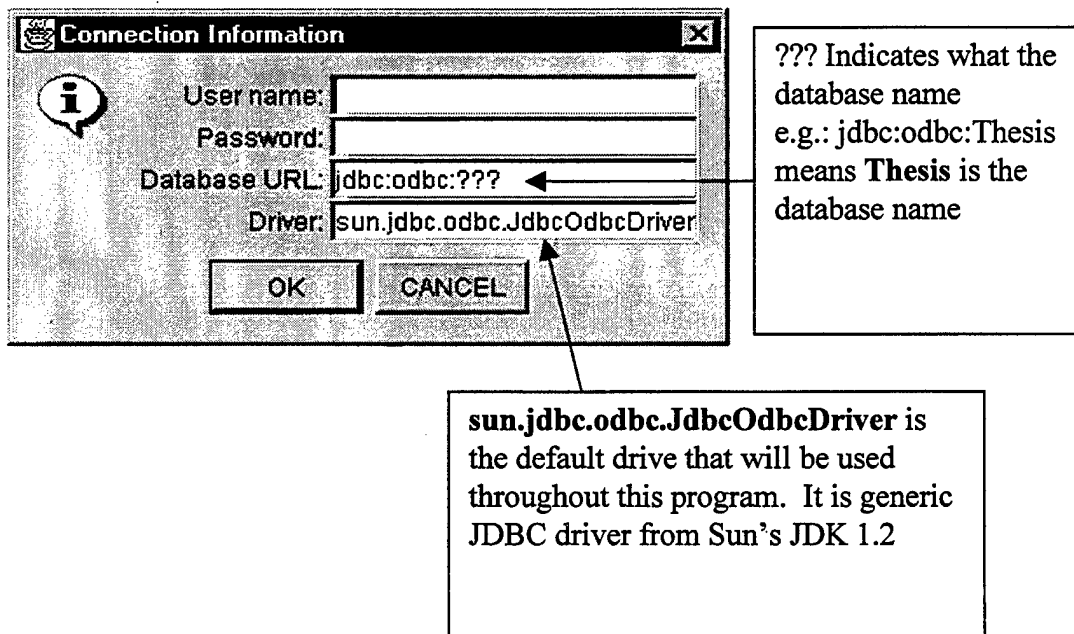 Connection Information
User name:
Password:
Database URL: jdbc:odbc:???
Driver: sun.jdbc.odbc.JdbcOdbcDriver
OK CANCEL
??? Indicates what the
database name
e.g.: jdbc:odbc:Thesis
means Thesis is the
database name
sun.jdbc.odbc.JdbcOdbcDriver is
the default drive that will be used
throughout this program. It is generic
JDBC driver from Sun's JDK 1.2